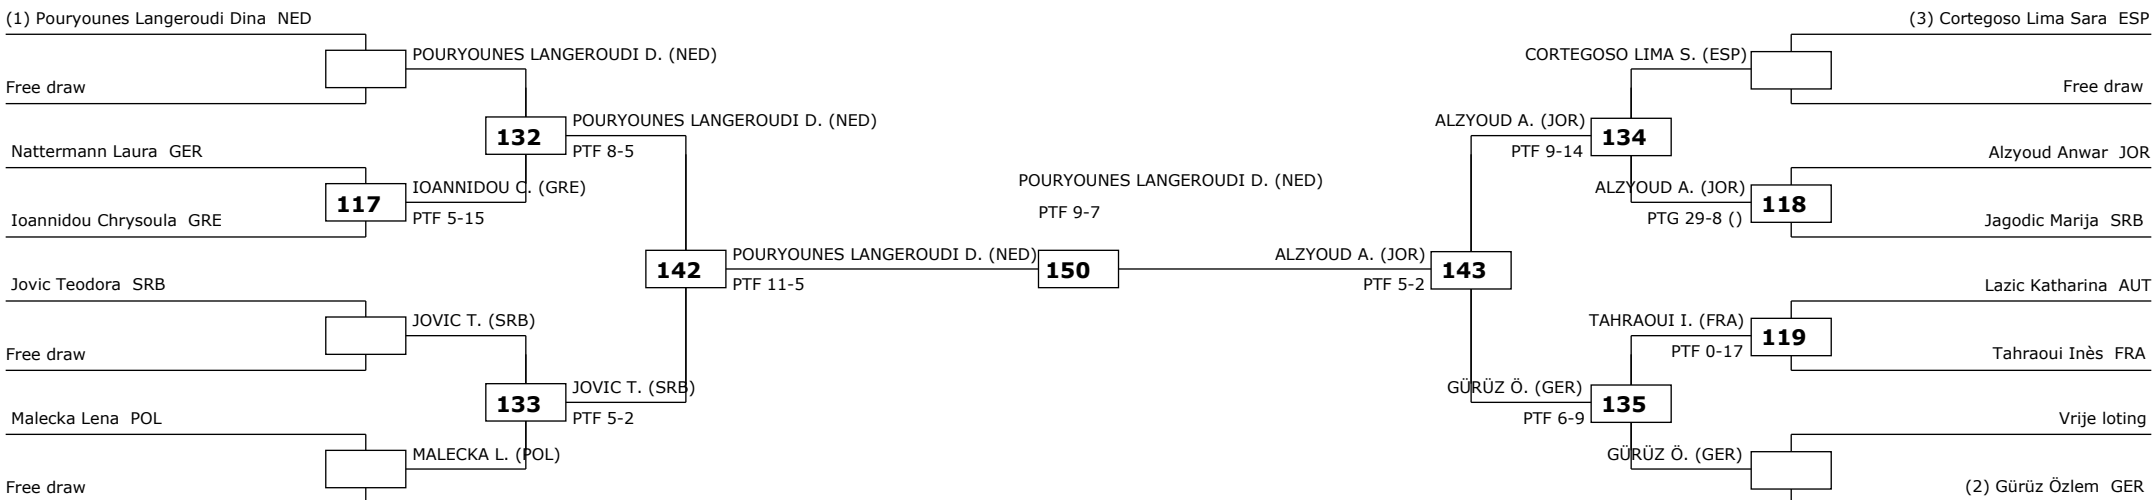 (1) Pouryounes Langeroudi Dina NED
Free draw
Nattermann Laura GER
Ioannidou Chrysoula GRE
Jovic Teodora SRB
Free draw
Malecka Lena POL
Free draw
POURYOUNES LANGEROUDI D. (NED)
117
IOANNIDOU C. (GRE)
PTF 5-15
JOVIC T. (SRB)
MALECKA L. (POL)
132
POURYOUNES LANGEROUDI D. (NED)
PTF 8-5
133
JOVIC T. (SRB)
PTF 5-2
142
POURYOUNES LANGEROUDI D. (NED)
PTF 11-5
POURYOUNES LANGEROUDI D. (NED)
PTF 9-7
150
ALZYOUD A. (JOR)
PTF 5-2
143
ALZYOUD A. (JOR)
PTF 9-14
134
GÜRÜZ Ö. (GER)
PTF 6-9
135
CORTEGOSO LIMA S. (ESP)
ALZYOUD A. (JOR)
PTG 29-8 ()
118
TAHRAOUI I. (FRA)
PTF 0-17
119
GÜRÜZ Ö. (GER)
(3) Cortegoso Lima Sara ESP
Free draw
Alzyoud Anwar JOR
Jagodic Marija SRB
Lazic Katharina AUT
Tahraoui Inès FRA
Vrije loting
(2) Gürüz Özlem GER